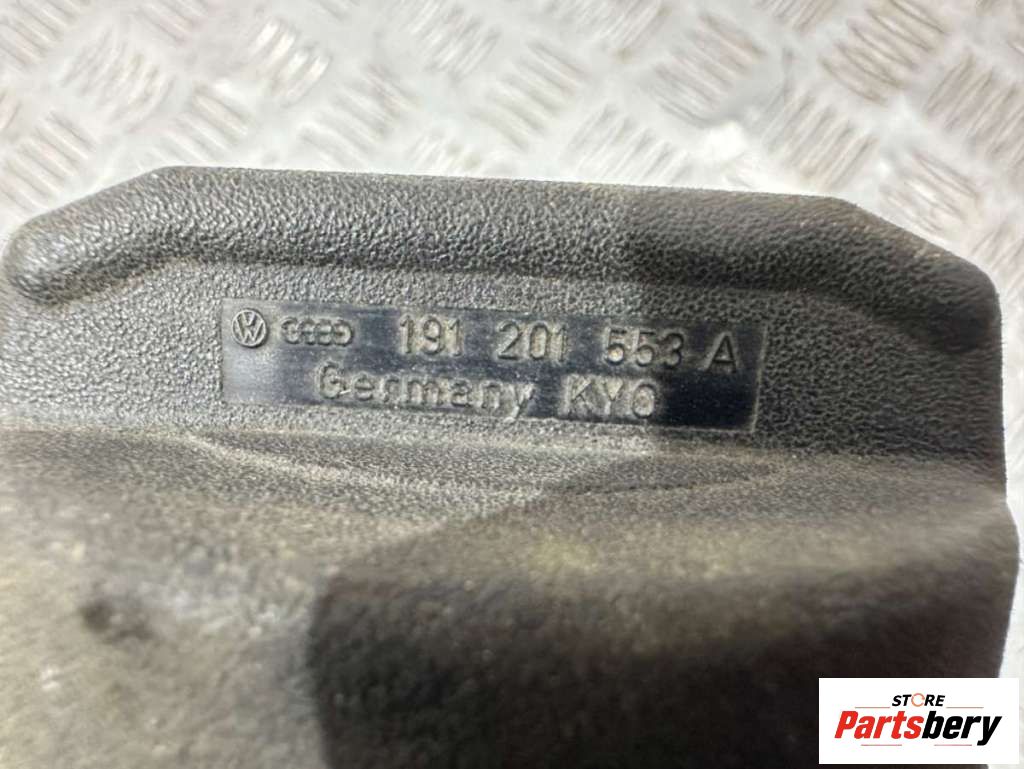 191 201 553 A
Germany KYO
STORE
Partsbery